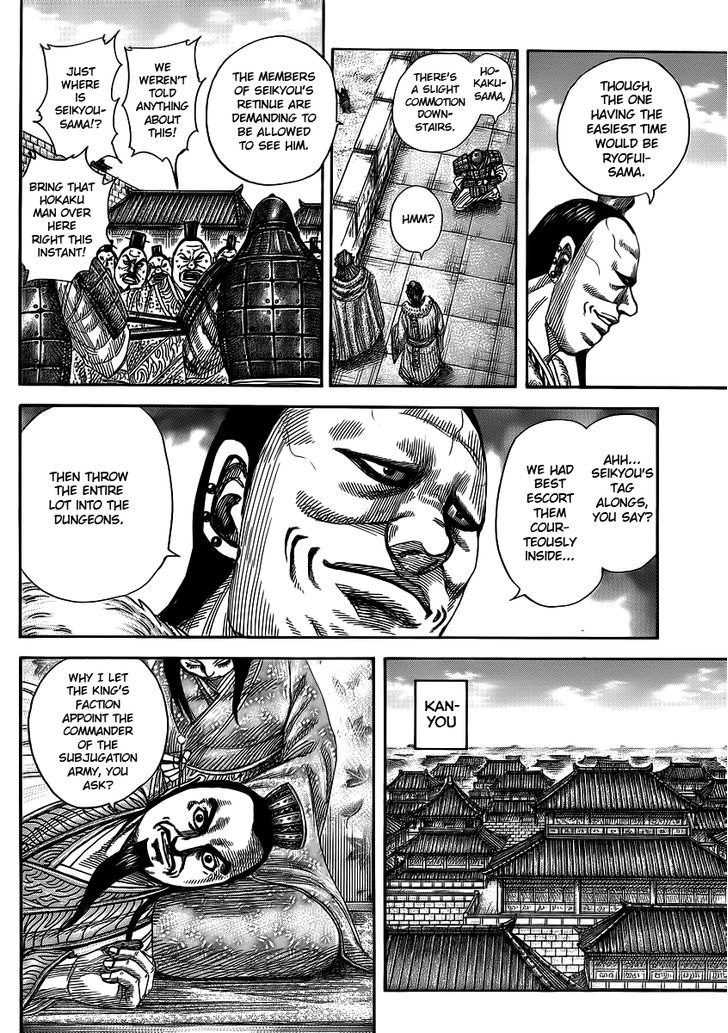 THOUGH,
THE ONE
HAVING THE
EASIEST TIME
WOULD BE
RYOFUI-
SAMA.
HO-
KAKU-
SAMA,
THERE'S
A SLIGHT
COMMOTION
DOWN-
STAIRS.
HMM?
THE MEMBERS
OF SEIKYOU'S
RETINUE ARE
DEMANDING TO
BE ALLOWED
TO SEE HIM.
WE
WEREN'T
TOLD
ANYTHING
ABOUT
THIS!
JUST
WHERE
IS
SEIKYOU-
SAMA!?
BRING THAT
HOKAKU
MAN OVER
HERE
RIGHT THIS
INSTANT!
AHH...
SEIKYOU'S
TAG
ALONGS,
YOU SAY?
WE HAD
BEST
ESCORT
THEM
COUR-
TEOUSLY
INSIDE...
THEN THROW
THE ENTIRE
LOT INTO THE
DUNGEONS.
KAN-
YOU
WHY I LET
THE KING'S
FACTION
APPOINT THE
COMMANDER
OF THE
SUBJUGATION
ARMY, YOU
ASK?